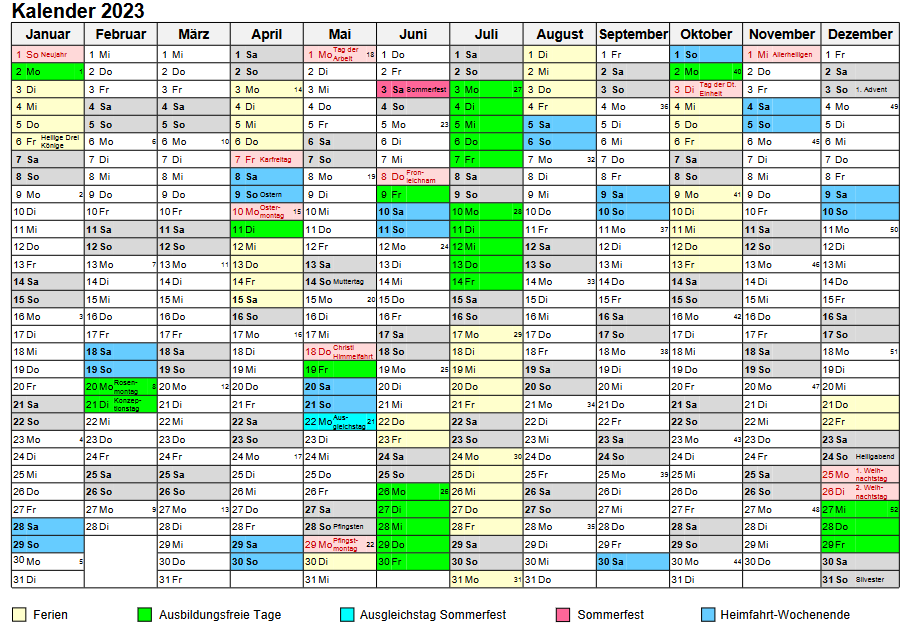 Kalender 2023
Januar Februar März April Mai Juni Juli August September Oktober November Dezember
1 So Neujahr 1 Mi 1 Mi 1 Sa 1 Mo Tag der Arbeit 18 1 Do 1 Sa 1 Di 1 Fr 1 So 1 Mi Allerheiligen 1 Fr
2 Mo 1 2 Do 2 Do 2 So 2 Di 2 Fr 2 So 2 Mi 2 Sa 2 Mo 40 2 Do 2 Sa
3 Di 3 Fr 3 Fr 3 Mo 14 3 Mi 3 Sa Sommerfest 3 Mo 27 3 Do 3 So 3 Di Tag der Dt. Einheit 3 Fr 3 So 1. Advent
4 Mi 4 Sa 4 Sa 4 Di 4 Do 4 So 4 Di 4 Fr 4 Mo 36 4 Mi 4 Sa 4 Mo 49
5 Do 5 So 5 So 5 Mi 5 Fr 5 Mo 23 5 Mi 5 Sa 5 Di 5 Do 5 So 5 Di
6 Fr Heilige Drei Könige 6 Mo 6 6 Mo 10 6 Do 6 Sa 6 Di 6 Do 6 So 6 Mi 6 Fr 6 Mo 45 6 Mi
7 Sa 7 Di 7 Di 7 Fr Karfreitag 7 So 7 Mi 7 Fr 7 Mo 32 7 Do 7 Sa 7 Di 7 Do
8 So 8 Mi 8 Mi 8 Sa 8 Mo 19 8 Do Fron-leichnam 8 Sa 8 Di 8 Fr 8 So 8 Mi 8 Fr
9 Mo 2 9 Do 9 Do 9 So Ostern 9 Di 9 Fr 9 So 9 Mi 9 Sa 9 Mo 41 9 Do 9 Sa
10 Di 10 Fr 10 Fr 10 Mo Oster-montag 15 10 Mi 10 Sa 10 Mo 28 10 Do 10 So 10 Di 10 Fr 10 So
11 Mi 11 Sa 11 Sa 11 Di 11 Do 11 So 11 Di 11 Fr 11 Mo 37 11 Mi 11 Sa 11 Mo 50
12 Do 12 So 12 So 12 Mi 12 Fr 12 Mo 24 12 Mi 12 Sa 12 Di 12 Do 12 So 12 Di
13 Fr 13 Mo 7 13 Mo 11 13 Do 13 Sa 13 Di 13 Do 13 So 13 Mi 13 Fr 13 Mo 46 13 Mi
14 Sa 14 Di 14 Di 14 Fr 14 So Muttertag 14 Mi 14 Fr 14 Mo 33 14 Do 14 Sa 14 Di 14 Do
15 So 15 Mi 15 Mi 15 Sa 15 Mo 20 15 Do 15 Sa 15 Di 15 Fr 15 So 15 Mi 15 Fr
16 Mo 3 16 Do 16 Do 16 So 16 Di 16 Fr 16 So 16 Mi 16 Sa 16 Mo 42 16 Do 16 Sa
17 Di 17 Fr 17 Fr 17 Mo 16 17 Mi 17 Sa 17 Mo 29 17 Do 17 So 17 Di 17 Fr 17 So
18 Mi 18 Sa 18 Sa 18 Di 18 Do Christi Himmelfahrt 18 So 18 Di 18 Fr 18 Mo 38 18 Mi 18 Sa 18 Mo 51
19 Do 19 So 19 So 19 Mi 19 Fr 19 Mo 25 19 Mi 19 Sa 19 Di 19 Do 19 So 19 Di
20 Fr 20 Mo Rosen-montag 8 20 Mo 12 20 Do 20 Sa 20 Di 20 Do 20 So 20 Mi 20 Fr 20 Mo 47 20 Mi
21 Sa 21 Di Konzep-tionstag 21 Di 21 Fr 21 So 21 Mi 21 Fr 21 Mo 34 21 Do 21 Sa 21 Di 21 Do
22 So 22 Mi 22 Mi 22 Sa 22 Mo Aus-gleichstag 21 22 Do 22 Sa 22 Di 22 Fr 22 So 22 Mi 22 Fr
23 Mo 4 23 Do 23 Do 23 So 23 Di 23 Fr 23 So 23 Mi 23 Sa 23 Mo 43 23 Do 23 Sa
24 Di 24 Fr 24 Fr 24 Mo 17 24 Mi 24 Sa 24 Mo 30 24 Do 24 So 24 Di 24 Fr 24 So Heiligabend
25 Mi 25 Sa 25 Sa 25 Di 25 Do 25 So 25 Di 25 Fr 25 Mo 39 25 Mi 25 Sa 25 Mo 1. Weih-nachtstag
26 Do 26 So 26 So 26 Mi 26 Fr 26 Mo 26 26 Mi 26 Sa 26 Di 26 Do 26 So 26 Di 2. Weih-nachtstag
27 Fr 27 Mo 9 27 Mo 13 27 Do 27 Sa 27 Di 27 Do 27 So 27 Mi 27 Fr 27 Mo 48 27 Mi 52
28 Sa 28 Di 28 Di 28 Fr 28 So Pfingsten 28 Mi 28 Fr 28 Mo 35 28 Do 28 Sa 28 Di 28 Do
29 So 29 Mi 29 Sa 29 Mo Pfingst-montag 22 29 Do 29 Sa 29 Di 29 Fr 29 So 29 Mi 29 Fr
30 Mo 5 30 Do 30 So 30 Di 30 Fr 30 So 30 Mi 30 Sa 30 Mo 44 30 Do 30 Sa
31 Di 31 Fr 31 Mi 31 Mo 31 31 Do 31 Di 31 So Silvester
Ferien Ausbildungsfreie Tage Ausgleichstag Sommerfest Sommerfest Heimfahrt-Wochenende